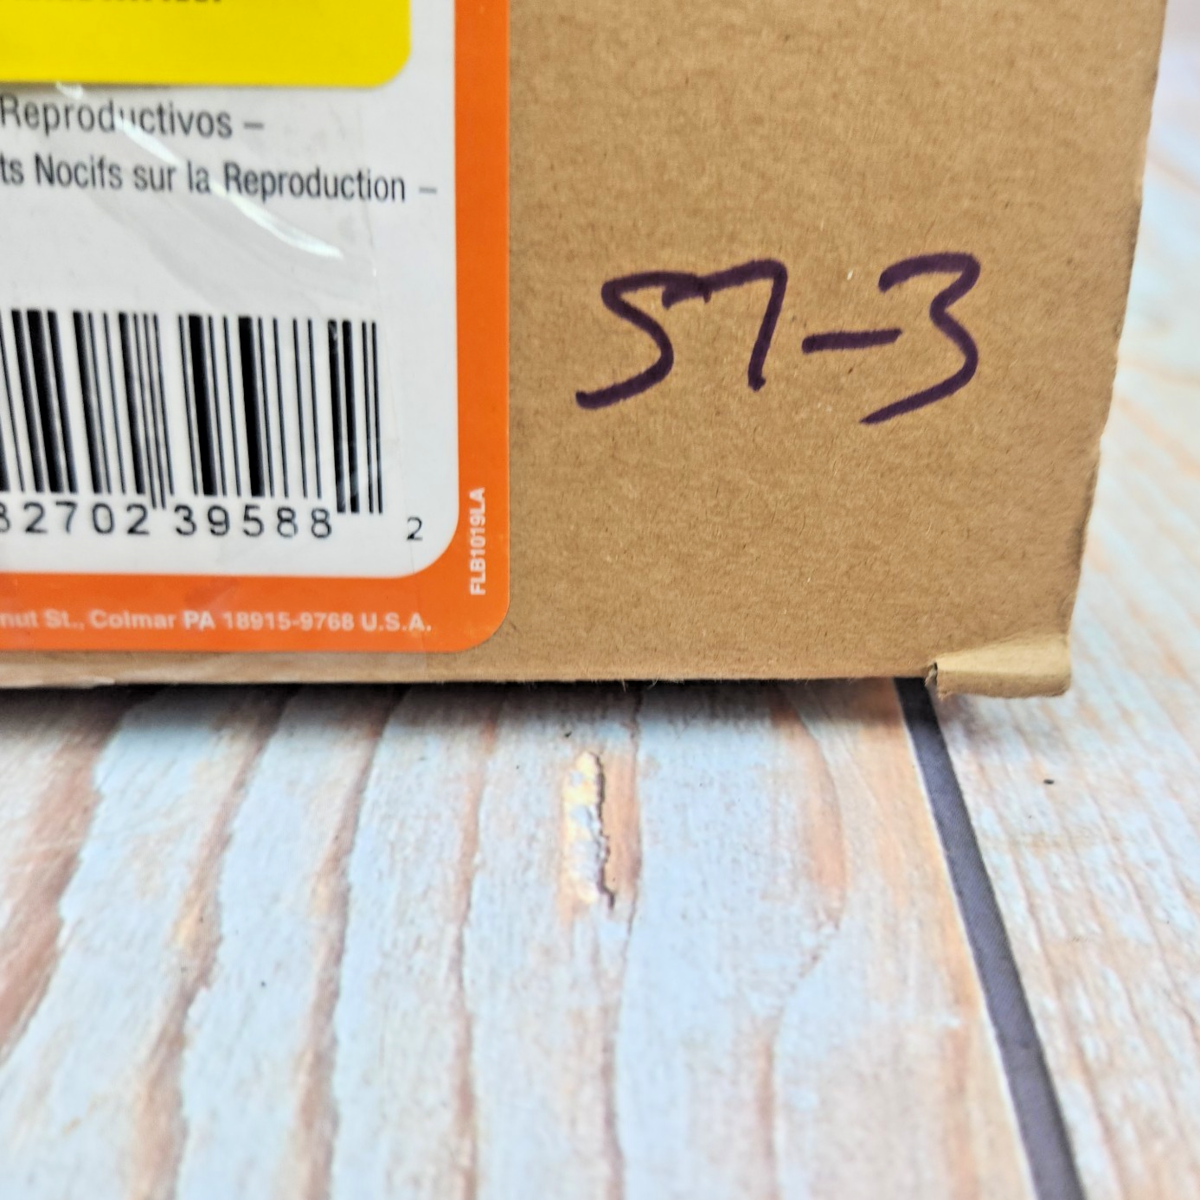 Reproductivos –
ts Nocifs sur la Reproduction –
57-3
82702 39588 2
FLB1019LA
nut St., Colmar PA 18915-9768 U.S.A.